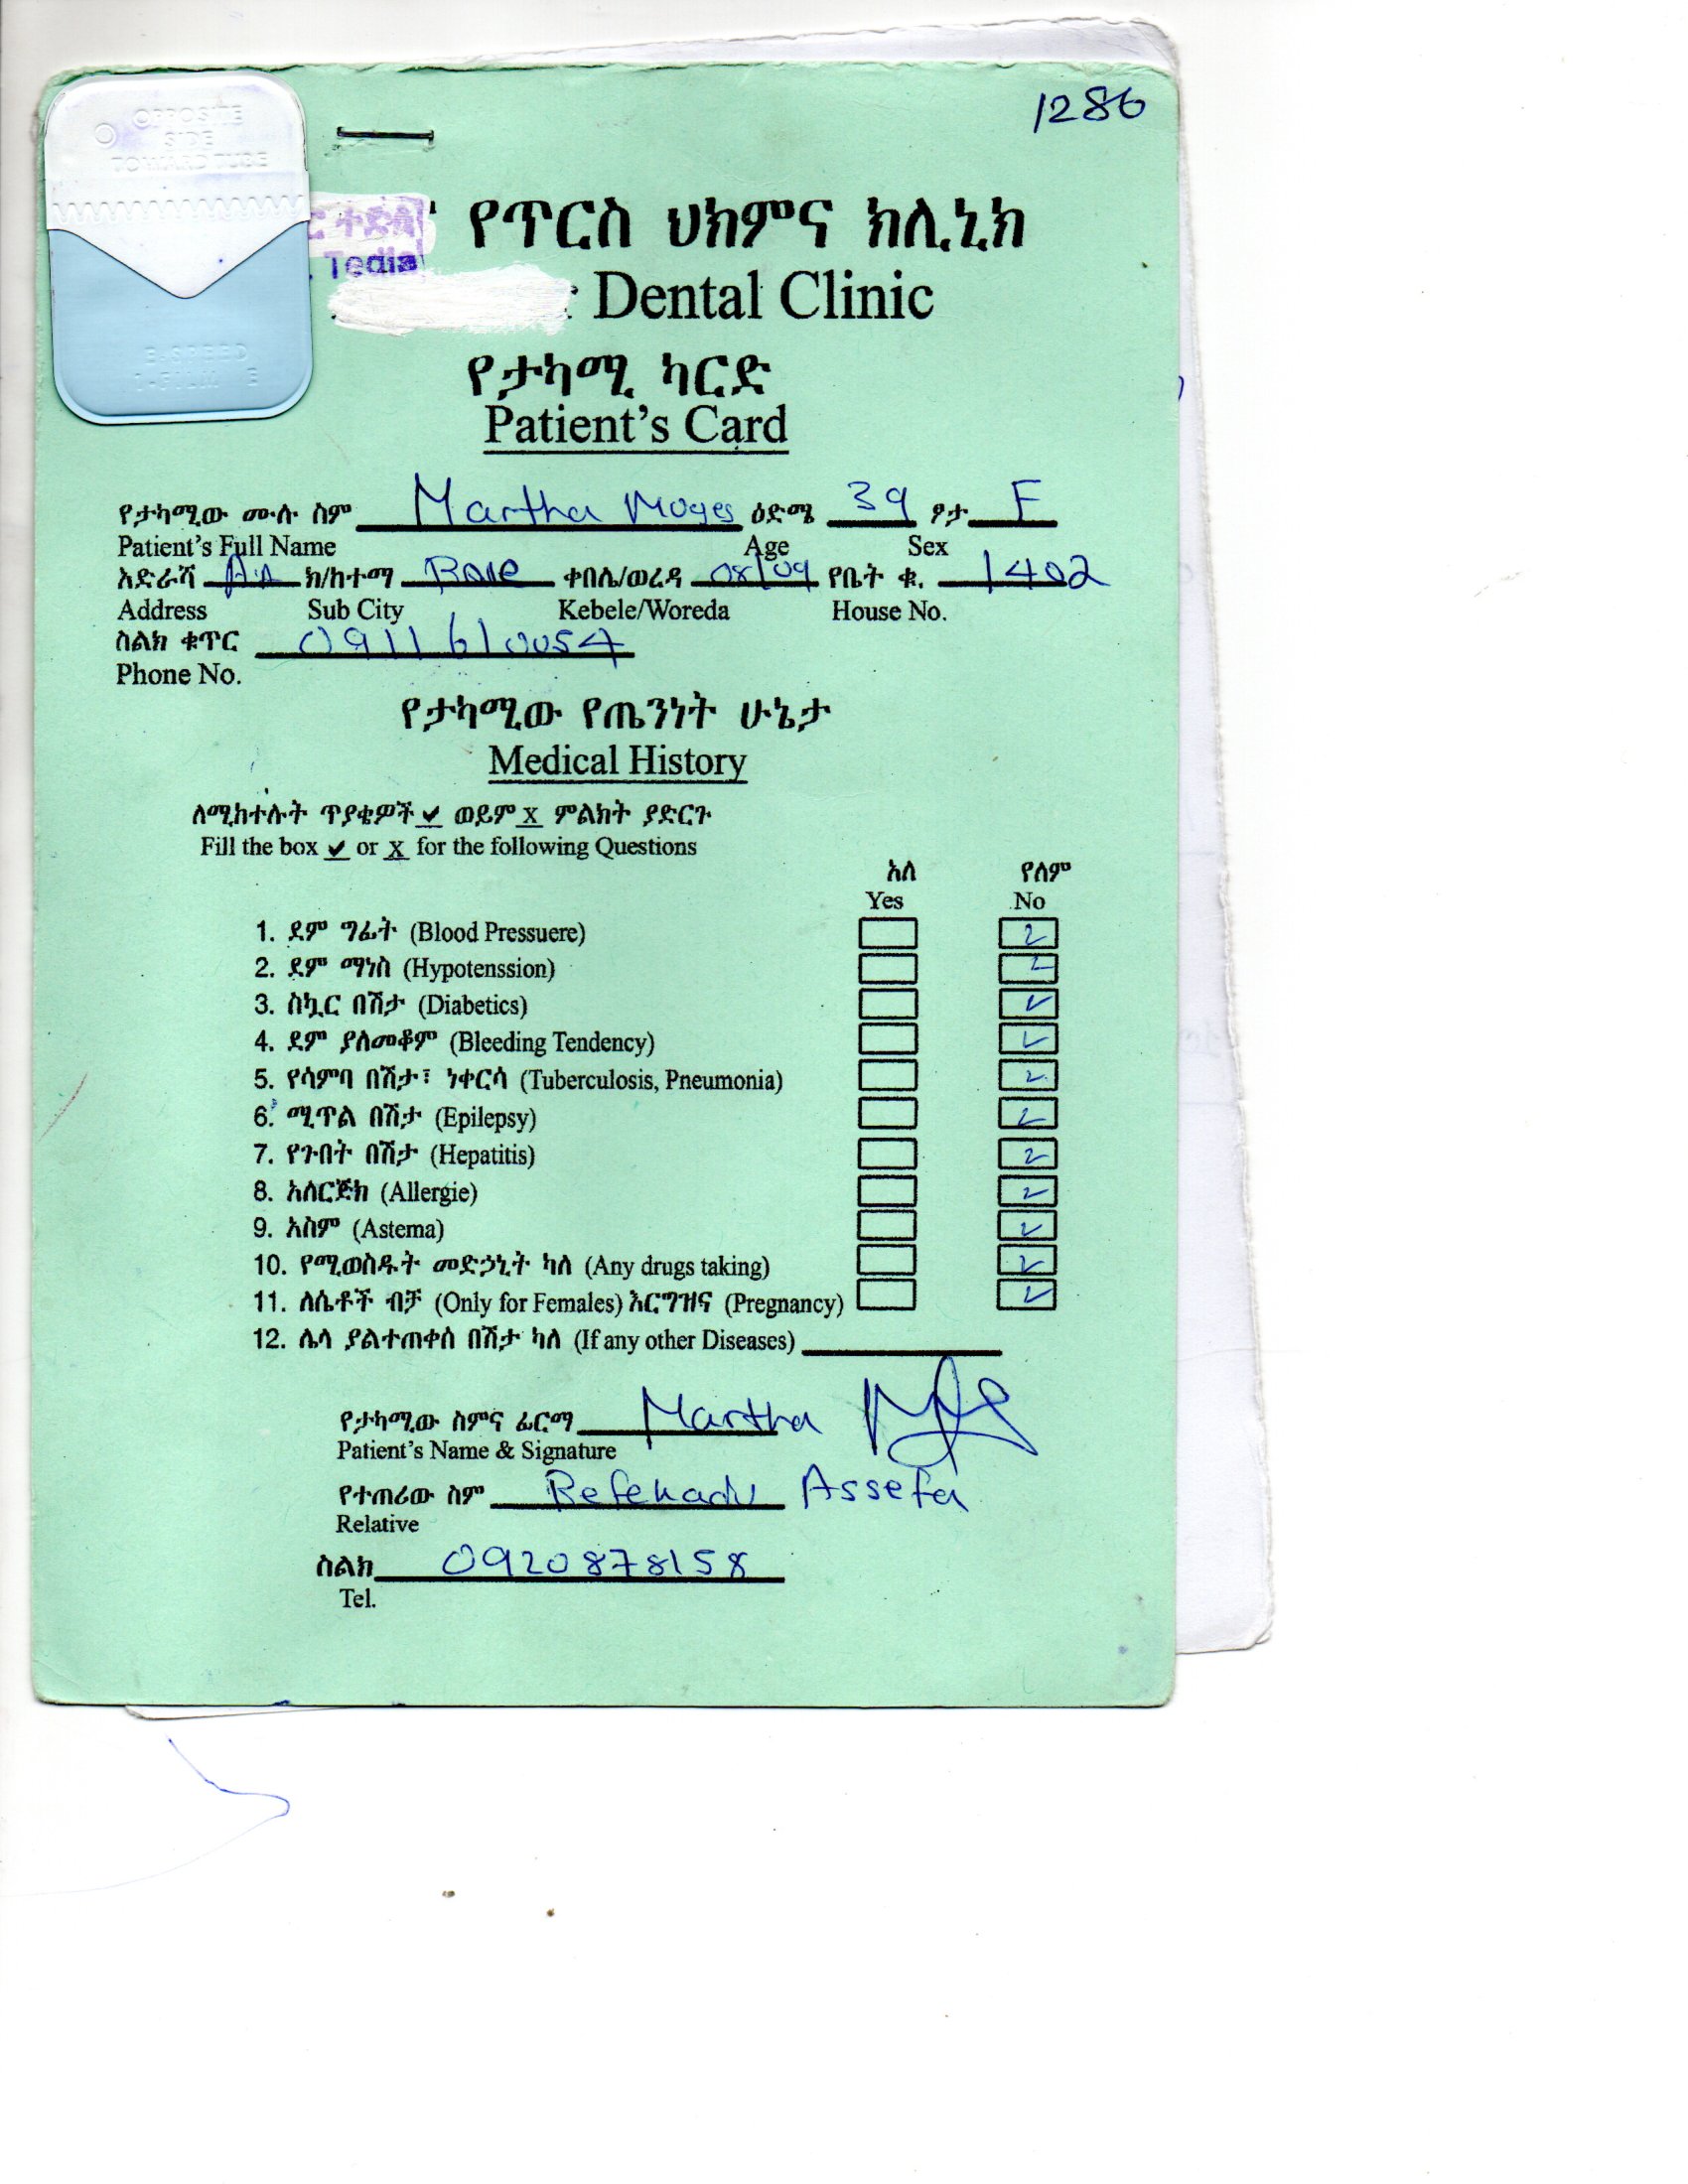 1286
OPPOSITE
SIDE
TOWARD TUBE
ር ተድላ
. Tedla
የጥርስ ህክምና ክሊኒክ
Dental Clinic
የታካሚ ካርድ
Patient's Card
የታካሚው ሙሉ ስም Martha Moges ዕድሜ 39 ፆታ F
Patient's Full Name Age Sex
አድራሻ A.A ክ/ከተማ Bole ቀበሌ/ወረዳ 08/09 የቤት ቁ. 1402
Address Sub City Kebele/Woreda House No.
ስልክ ቁጥር 0911610054
Phone No.
የታካሚው የጤንነት ሁኔታ
Medical History
ለሚከተሉት ጥያቄዎች ✓ ወይም X ምልክት ያድርጉ
Fill the box ✓ or X for the following Questions
አለ የለም
Yes No
1. ደም ግፊት (Blood Pressuere) ✓
2. ደም ማነስ (Hypotenssion) ✓
3. ስኳር በሽታ (Diabetics) ✓
4. ደም ያለመቆም (Bleeding Tendency) ✓
5. የሳምባ በሽታ፣ ነቀርሳ (Tuberculosis, Pneumonia) ✓
6. ሚጥል በሽታ (Epilepsy) ✓
7. የጉበት በሽታ (Hepatitis) ✓
8. አለርጅክ (Allergie) ✓
9. አስም (Astema) ✓
10. የሚወስዱት መድኃኒት ካለ (Any drugs taking) ✓
11. ለሴቶች ብቻ (Only for Females) እርግዝና (Pregnancy) ✓
12. ሌላ ያልተጠቀሰ በሽታ ካለ (If any other Diseases)
የታካሚው ስምና ፊርማ Martha
Patient's Name & Signature
የተጠሪው ስም Befekadu Assefa
Relative
ስልክ 0920878158
Tel.